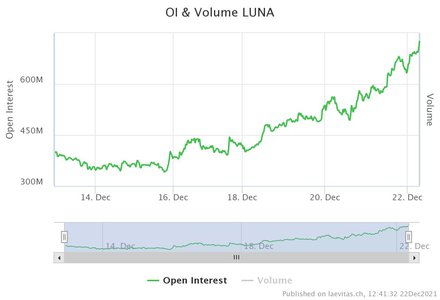 OI & Volume LUNA
Open Interest
Volume
600M
450M
300M
14. Dec
16. Dec
18. Dec
20. Dec
22. Dec
14. Dec
18. Dec
22. Dec
Open Interest
Volume
Published on laevitas.ch, 12:41:32 22Dec2021